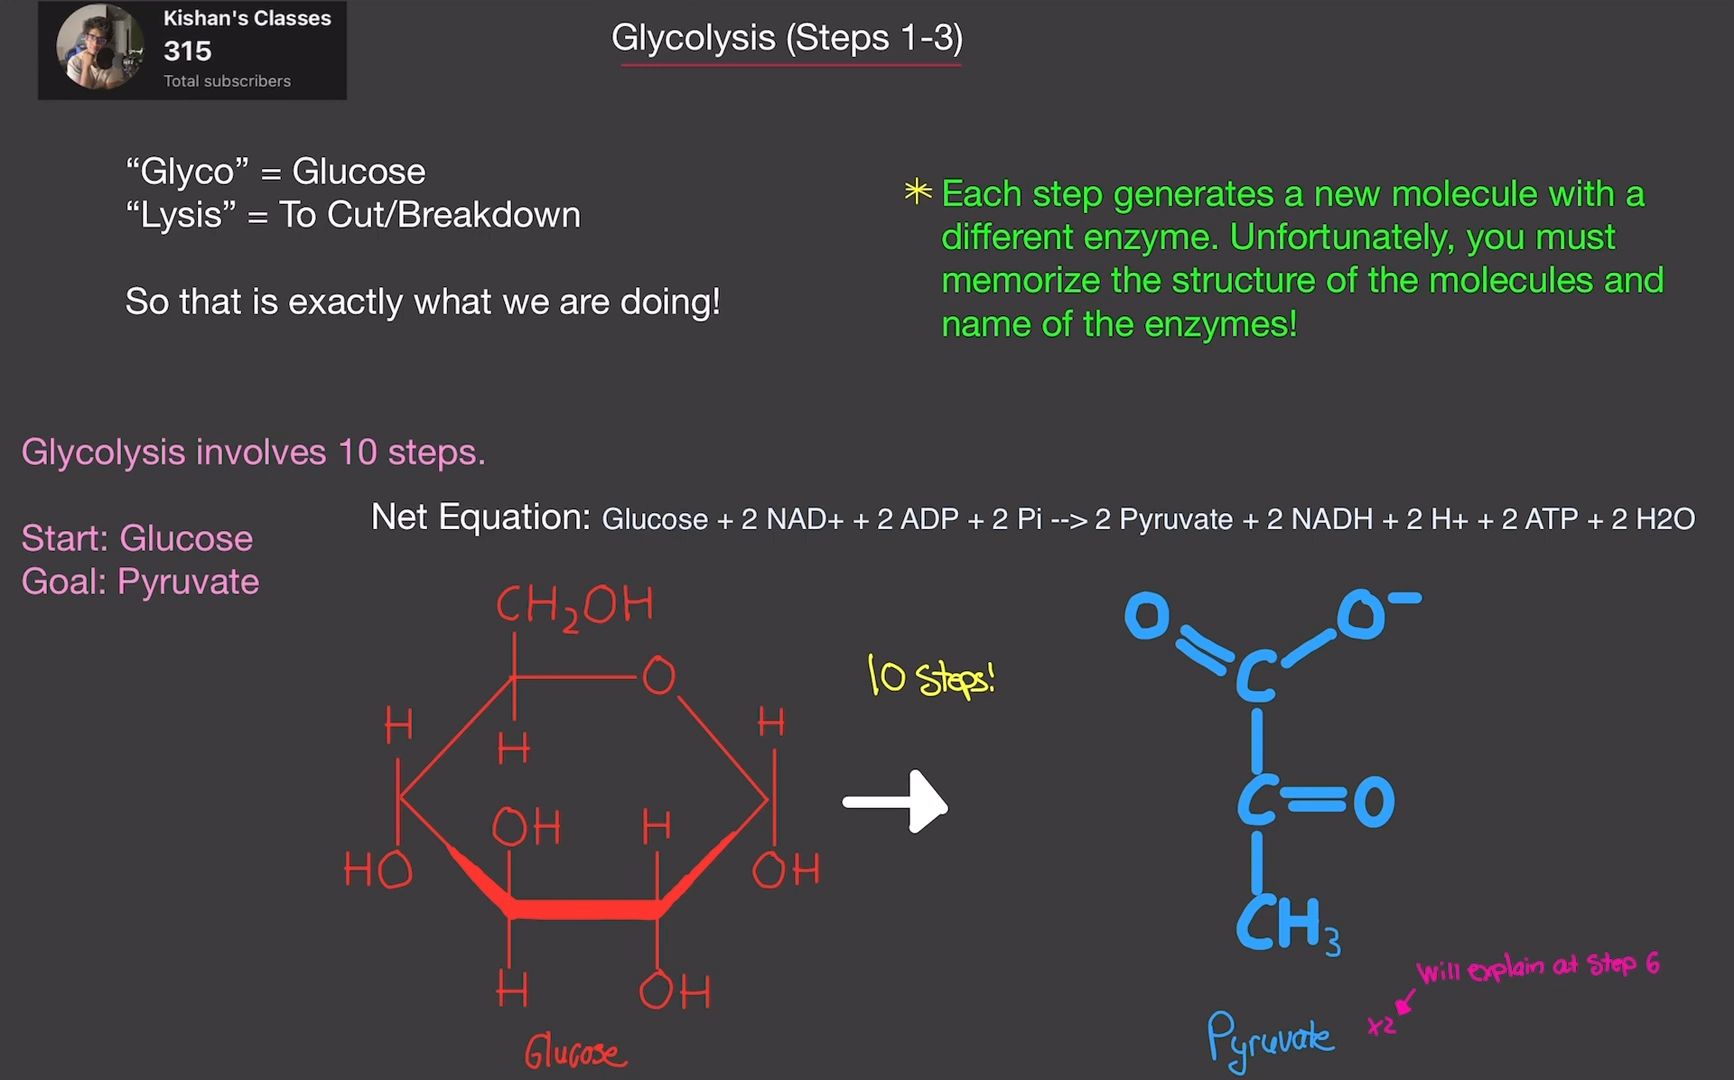 Kishan's Classes
315
Total subscribers
Glycolysis (Steps 1-3)
“Glyco” = Glucose
“Lysis” = To Cut/Breakdown
So that is exactly what we are doing!
* Each step generates a new molecule with a
different enzyme. Unfortunately, you must
memorize the structure of the molecules and
name of the enzymes!
Glycolysis involves 10 steps.
Start: Glucose
Goal: Pyruvate
Net Equation: Glucose + 2 NAD+ + 2 ADP + 2 Pi --> 2 Pyruvate + 2 NADH + 2 H+ + 2 ATP + 2 H2O
CH₂OH
O
H
H
H
OH
H
HO
OH
H
OH
Glucose
10 Steps!
O
O⁻
C
C=O
CH₃
Will explain at Step 6
Pyruvate x2